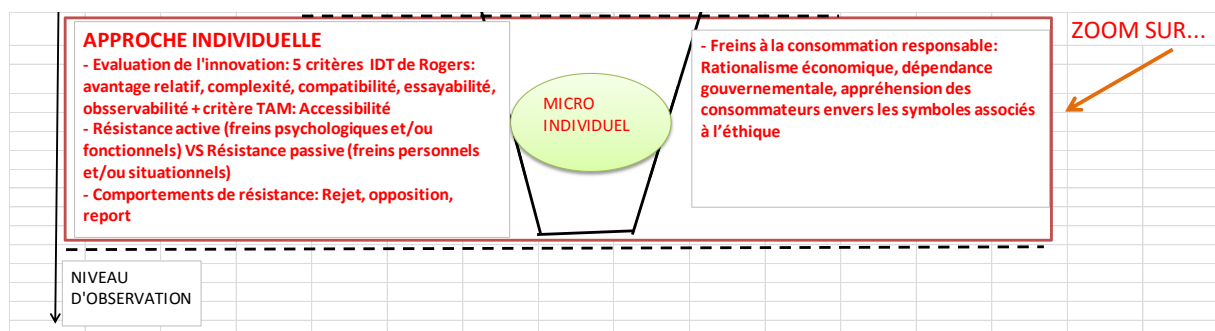 APPROCHE INDIVIDUELLE
- Evaluation de l'innovation: 5 critères IDT de Rogers:
avantage relatif, complexité, compatibilité, essayabilité,
obsservabilité + critère TAM: Accessibilité
- Résistance active (freins psychologiques et/ou
fonctionnels) VS Résistance passive (freins personnels
et/ou situationnels)
- Comportements de résistance: Rejet, opposition,
report
MICRO
INDIVIDUEL
- Freins à la consommation responsable:
Rationalisme économique, dépendance
gouvernementale, appréhension des
consommateurs envers les symboles associés
à l'éthique
ZOOM SUR...
NIVEAU
D'OBSERVATION